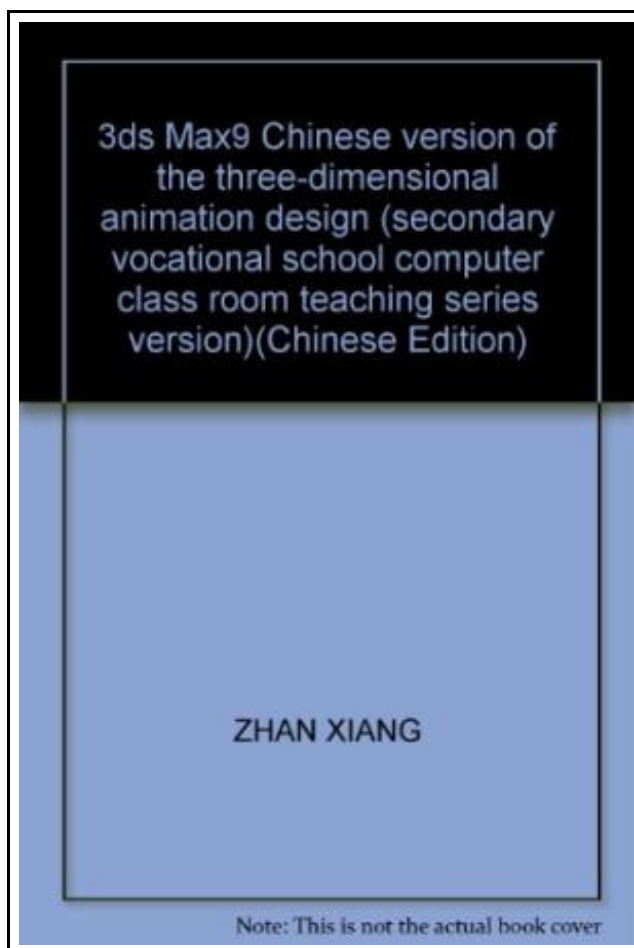 3ds Max9 Chinese version of
the three-dimensional
animation design (secondary
vocational school computer
class room teaching series
version)(Chinese Edition)
ZHAN XIANG
Note: This is not the actual book cover